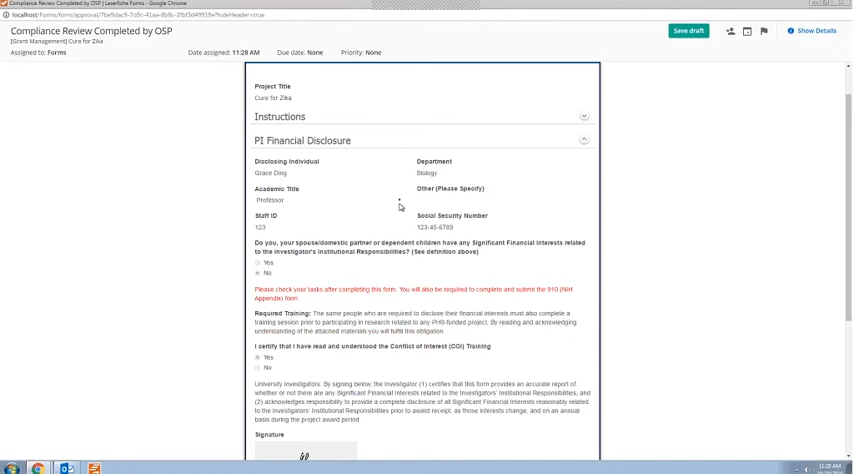 Compliance Review Completed by OSP - Laserfiche Forms - Google Chrome
Compliance Review Completed by OSP
[Grant Management] Cure for Zika
Assigned to: Forms
Date assigned: 11:28 AM Due date: None Priority: None
Save draft
Show Details
Project Title
Cure for Zika
Instructions
PI Financial Disclosure
Disclosing Individual Department
Grace Ding Biology
Academic Title Other (Please Specify)
Professor
Staff ID Social Security Number
123 123-45-6789
Do you, your spouse/domestic partner or dependent children have any Significant Financial Interests related
to the Investigator's Institutional Responsibilities? (See definition above)
Yes
No
Please check your tasks after completing this form. You will also be required to complete and submit the 910 (NIH
Appendix) form.
Required Training: The same people who are required to disclose their financial interests must also complete a
training session prior to participating in research related to any PHS-funded project. By reading and acknowledging
understanding of the attached materials you will fulfill this obligation.
I certify that I have read and understood the Conflict of Interest (COI) Training
Yes
No
University Investigators: By signing below, the Investigator (1) certifies that this form provides an accurate report of
whether or not there are any Significant Financial Interests related to the Investigators' Institutional Responsibilities, and
(2) acknowledges responsibility to provide a complete disclosure of all Significant Financial Interests reasonably related
to the Investigators' Institutional Responsibilities prior to award receipt, as those interests change, and on an annual
basis during the project award period.
Signature